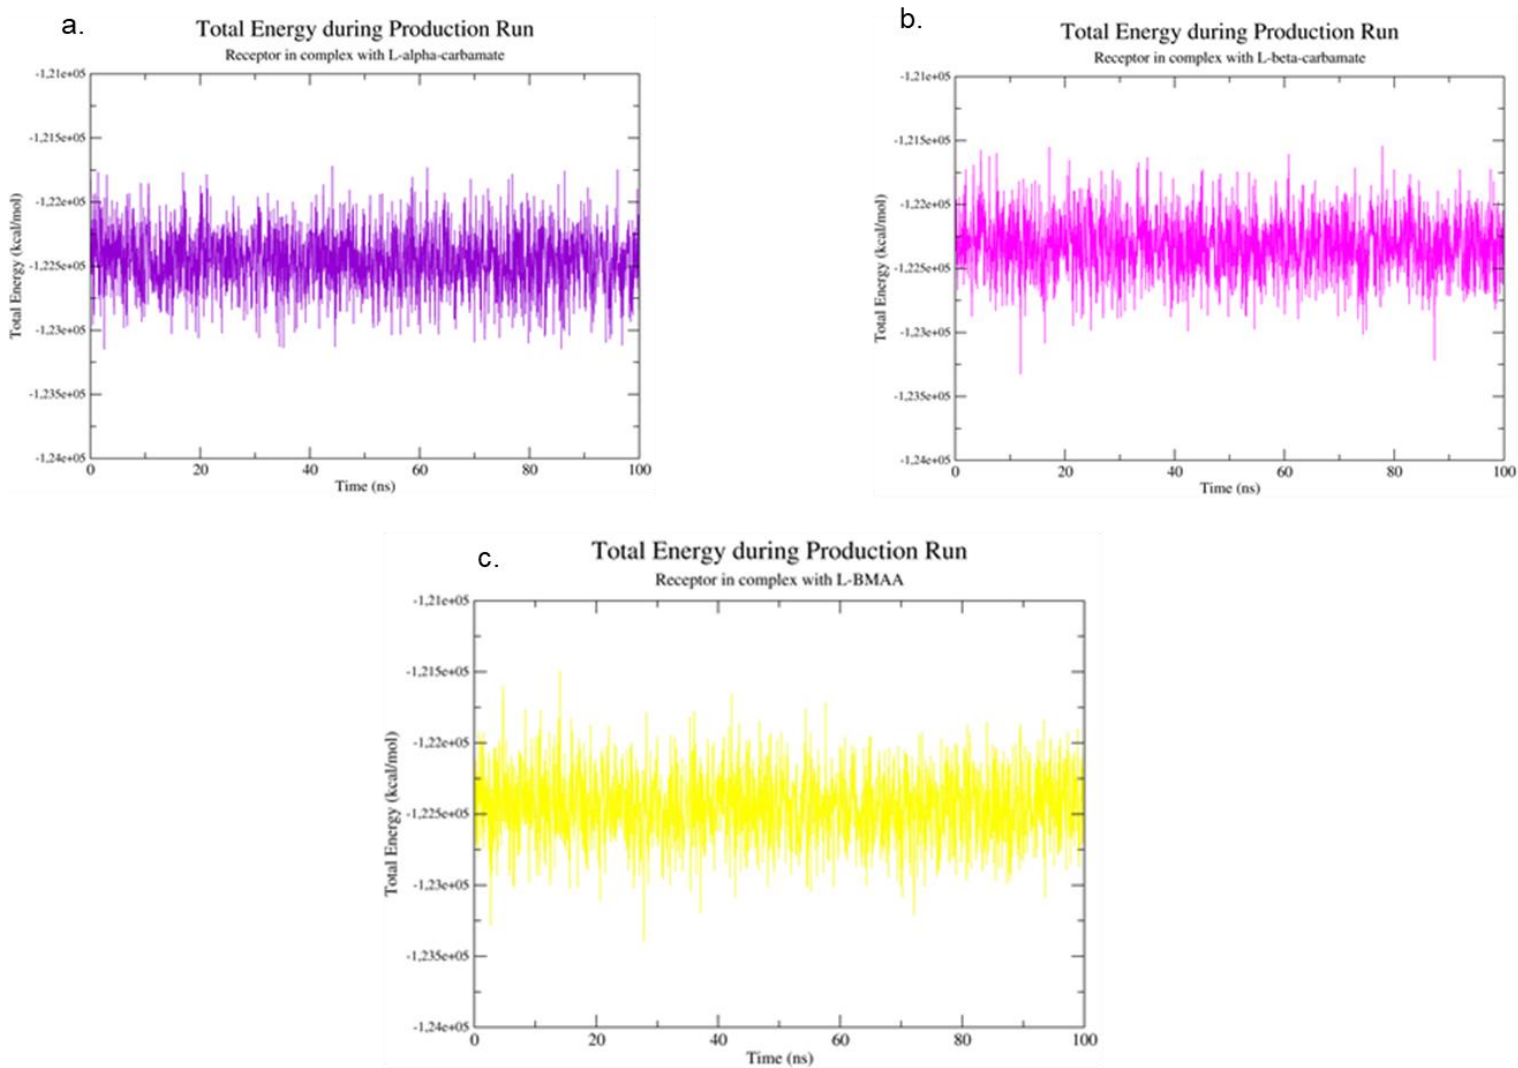 a.
Total Energy during Production Run
Receptor in complex with L-alpha-carbamate
-1,21e+05
-1,215e+05
-1,22e+05
-1,225e+05
-1,23e+05
-1,235e+05
-1,24e+05
Total Energy (kcal/mol)
0 20 40 60 80 100
Time (ns)
b.
Total Energy during Production Run
Receptor in complex with L-beta-carbamate
-1,21e+05
-1,215e+05
-1,22e+05
-1,225e+05
-1,23e+05
-1,235e+05
-1,24e+05
Total Energy (kcal/mol)
0 20 40 60 80 100
Time (ns)
c.
Total Energy during Production Run
Receptor in complex with L-BMAA
-1,21e+05
-1,215e+05
-1,22e+05
-1,225e+05
-1,23e+05
-1,235e+05
-1,24e+05
Total Energy (kcal/mol)
0 20 40 60 80 100
Time (ns)